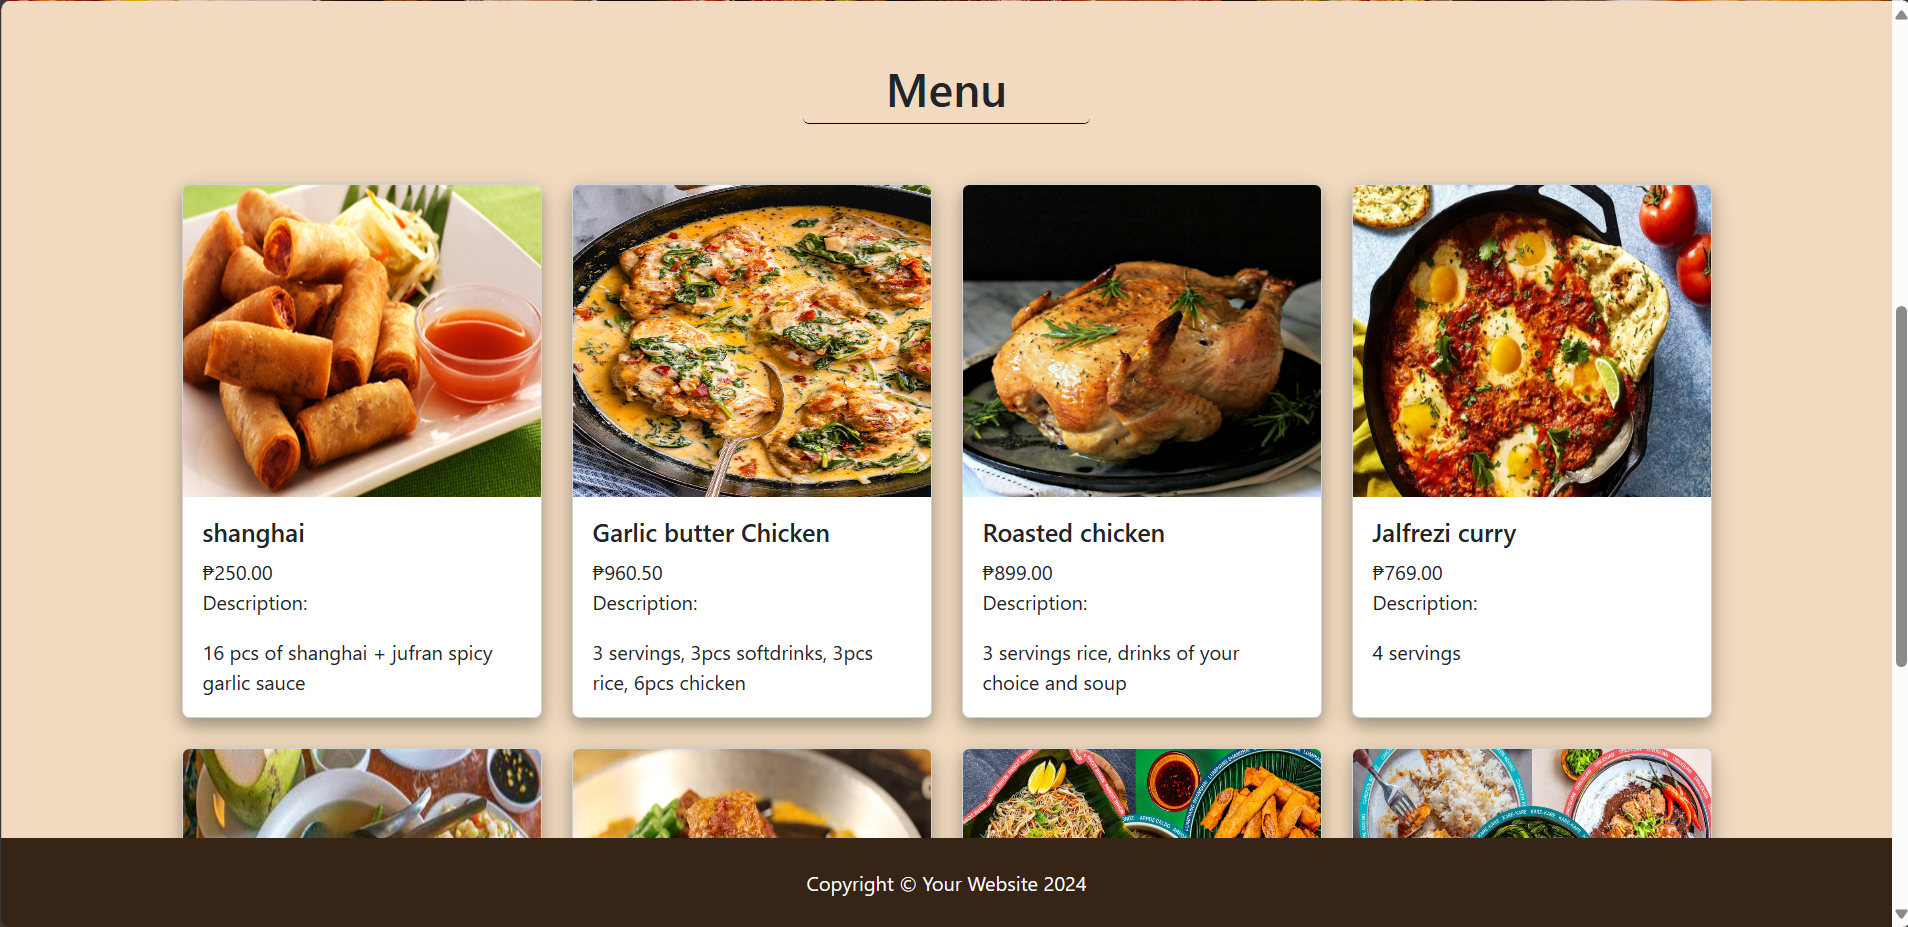 Menu
shanghai
₱250.00
Description:
16 pcs of shanghai + jufran spicy
garlic sauce
Garlic butter Chicken
₱960.50
Description:
3 servings, 3pcs softdrinks, 3pcs
rice, 6pcs chicken
Roasted chicken
₱899.00
Description:
3 servings rice, drinks of your
choice and soup
Jalfrezi curry
₱769.00
Description:
4 servings
Copyright © Your Website 2024